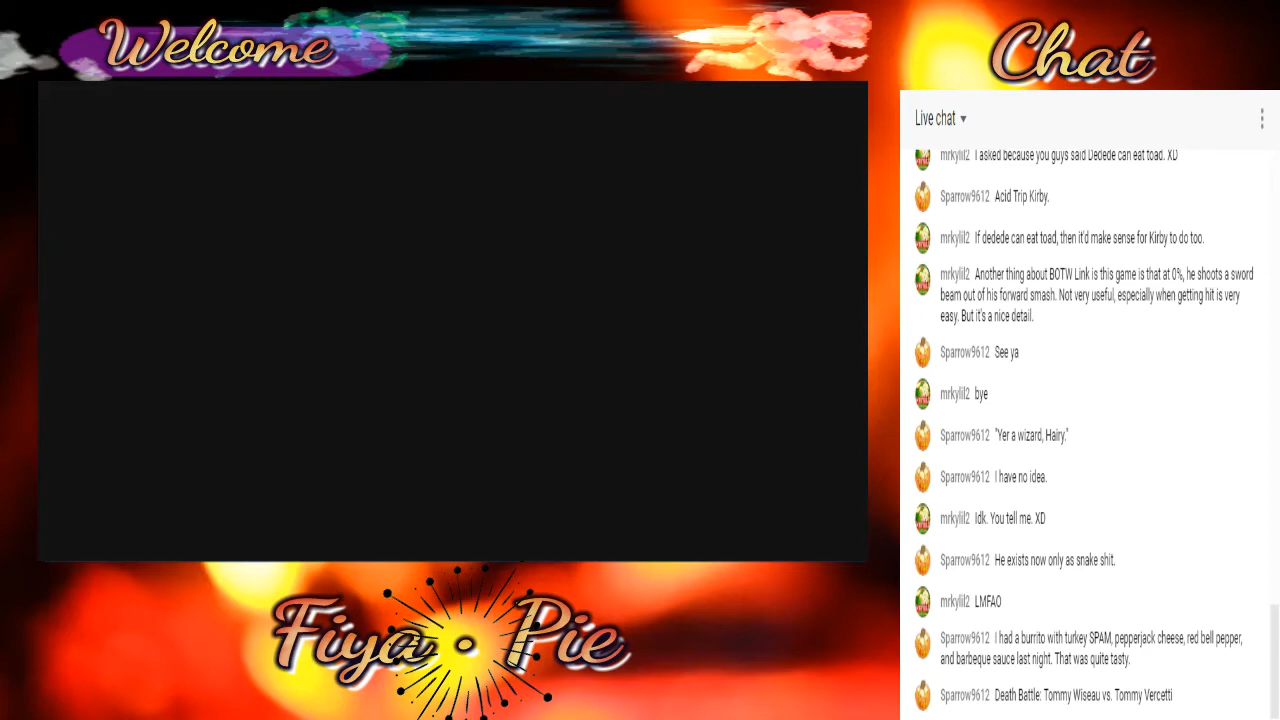 Welcome
Chat
Live chat
mrkylil2 I asked because you guys said Dedede can eat toad. XD
Sparrow9612 Acid Trip Kirby.
mrkylil2 If dedede can eat toad, then it'd make sense for Kirby to do too.
mrkylil2 Another thing about BOTW Link is this game is that at 0%, he shoots a sword
beam out of his forward smash. Not very useful, especially when getting hit is very
easy. But it's a nice detail.
Sparrow9612 See ya
mrkylil2 bye
Sparrow9612 "Yer a wizard, Hairy."
Sparrow9612 I have no idea.
mrkylil2 Idk. You tell me. XD
Sparrow9612 He exists now only as snake shit.
mrkylil2 LMFAO
Sparrow9612 I had a burrito with turkey SPAM, pepperjack cheese, red bell pepper,
and barbeque sauce last night. That was quite tasty.
Sparrow9612 Death Battle: Tommy Wiseau vs. Tommy Vercetti
Fiya • Pie